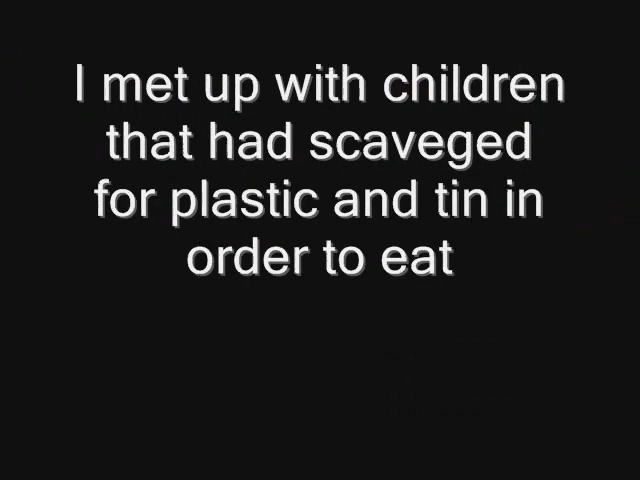 I met up with children
that had scaveged
for plastic and tin in
order to eat